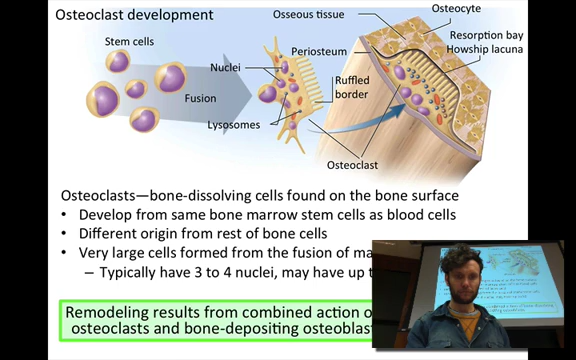 Osteoclast development
Stem cells
Fusion
Nuclei
Lysosomes
Osseous tissue
Periosteum
Ruffled
border
Osteoclast
Osteocyte
Resorption bay
Howship lacuna
Osteoclasts—bone-dissolving cells found on the bone surface
• Develop from same bone marrow stem cells as blood cells
• Different origin from rest of bone cells
• Very large cells formed from the fusion of
– Typically have 3 to 4 nuclei, may have up
Remodeling results from combined action
osteoclasts and bone-depositing